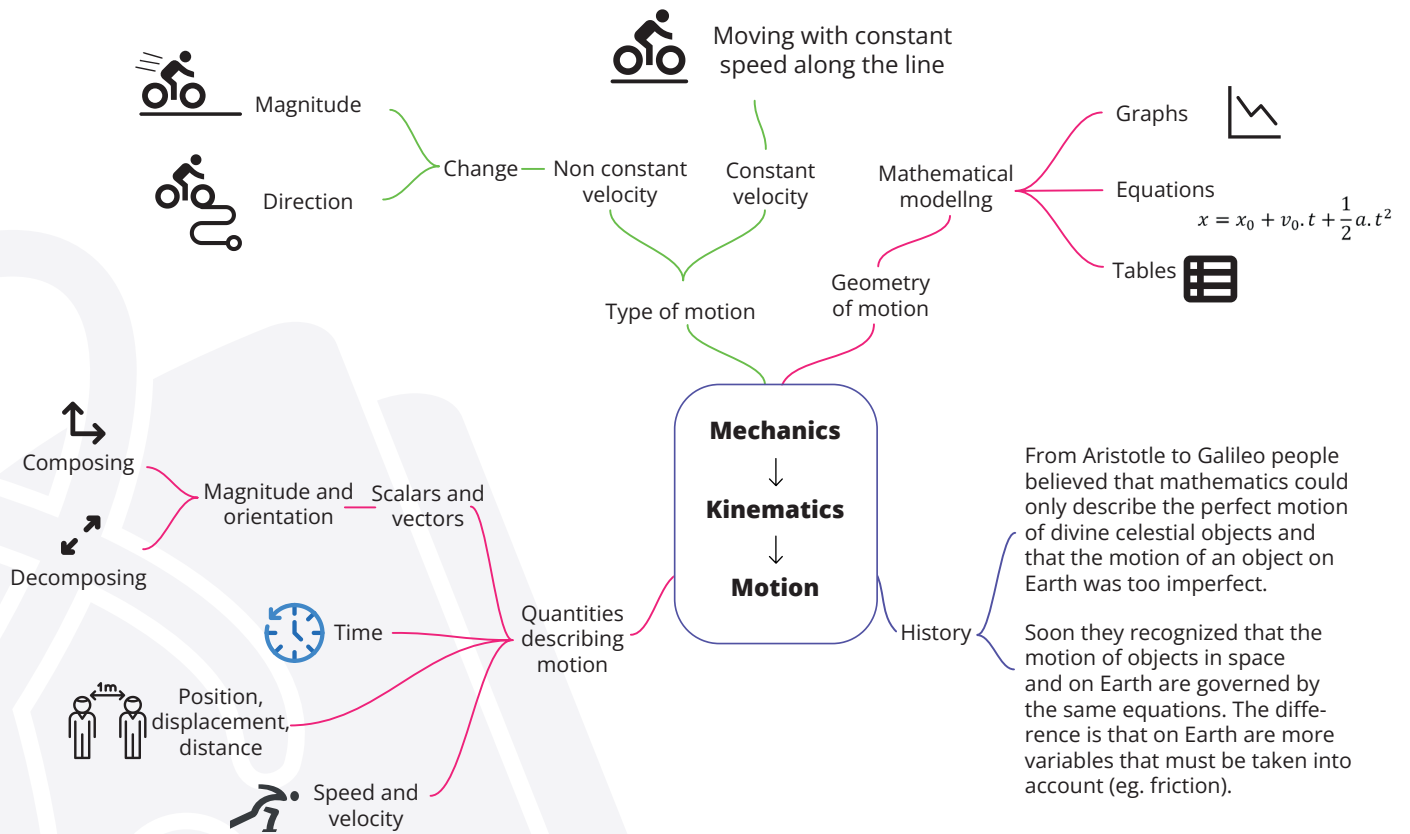 Moving with constant
speed along the line
Magnitude
Direction
Change
Non constant
velocity
Constant
velocity
Mathematical
modellng
Graphs
Equations
x = x₀ + v₀. t + 1/2 a. t²
Tables
Type of motion
Geometry
of motion
Mechanics
↓
Kinematics
↓
Motion
Composing
Decomposing
Magnitude and
orientation
Scalars and
vectors
Time
1m
Position,
displacement,
distance
Speed and
velocity
Quantities
describing
motion
History
From Aristotle to Galileo people
believed that mathematics could
only describe the perfect motion
of divine celestial objects and
that the motion of an object on
Earth was too imperfect.
Soon they recognized that the
motion of objects in space
and on Earth are governed by
the same equations. The diffe-
rence is that on Earth are more
variables that must be taken into
account (eg. friction).